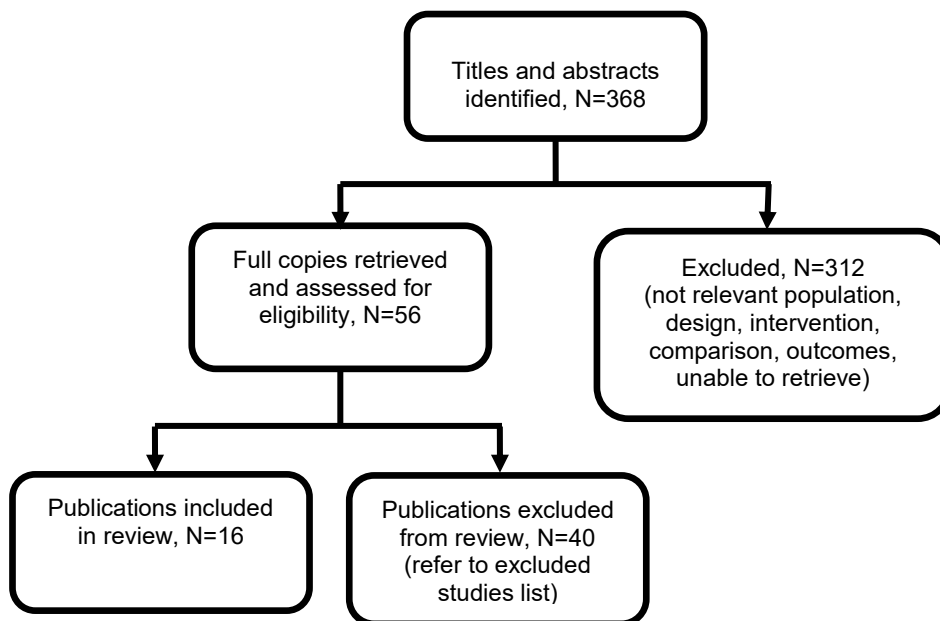 Titles and abstracts
identified, N=368
Full copies retrieved
and assessed for
eligibility, N=56
Excluded, N=312
(not relevant population,
design, intervention,
comparison, outcomes,
unable to retrieve)
Publications included
in review, N=16
Publications excluded
from review, N=40
(refer to excluded
studies list)